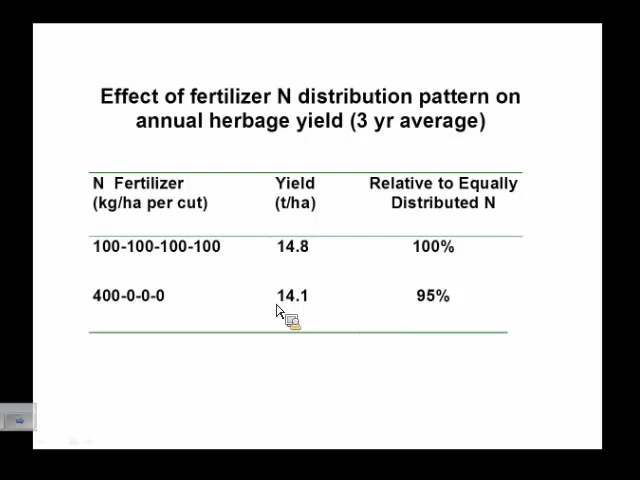 Effect of fertilizer N distribution pattern on
annual herbage yield (3 yr average)
N Fertilizer Yield Relative to Equally
(kg/ha per cut) (t/ha) Distributed N
100-100-100-100 14.8 100%
400-0-0-0 14.1 95%